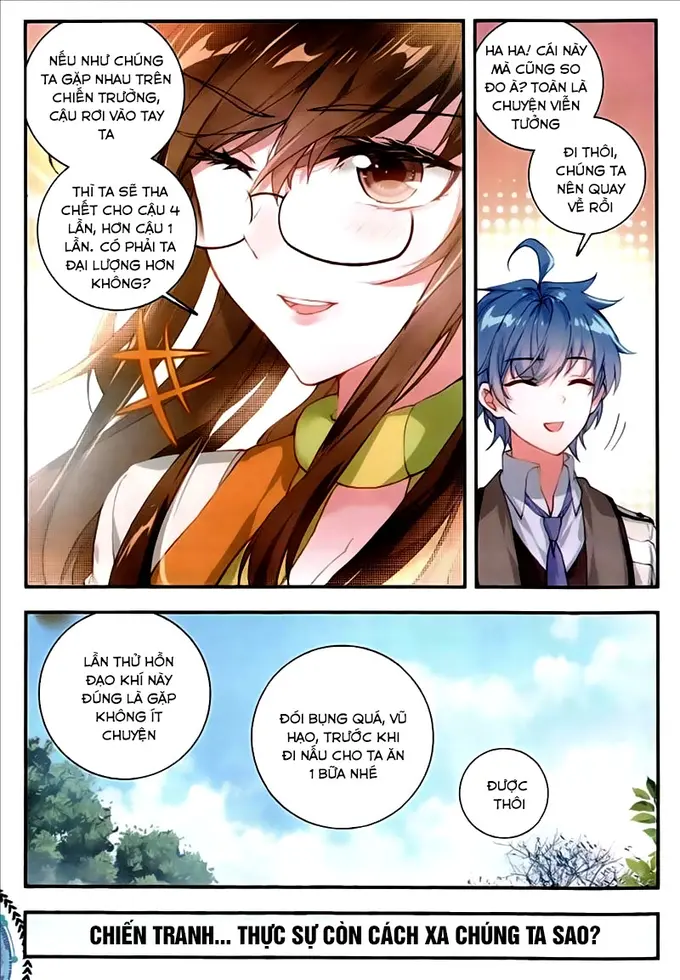 NẾU NHƯ CHÚNG
TA GẶP NHAU TRÊN
CHIẾN TRƯỜNG,
CẬU RƠI VÀO TAY
TA
THÌ TA SẼ THA
CHẾT CHO CẬU 4
LẦN, HƠN CẬU 1
LẦN. CÓ PHẢI TA
ĐẠI LƯỢNG HƠN
KHÔNG?
HA HA! CÁI NÀY
MÀ CŨNG SO
ĐO À? TOÀN LÀ
CHUYỆN VIỄN
TƯỞNG
ĐI THÔI,
CHÚNG TA
NÊN QUAY
VỀ RỒI
LẦN THỬ HỒN
ĐẠO KHÍ NÀY
ĐÚNG LÀ GẶP
KHÔNG ÍT
CHUYỆN
ĐÓI BỤNG QUÁ, VŨ
HẠO, TRƯỚC KHI
ĐI NẤU CHO TA ĂN
1 BỮA NHÉ
ĐƯỢC
THÔI
CHIẾN TRANH... THỰC SỰ CÒN CÁCH XA CHÚNG TA SAO?